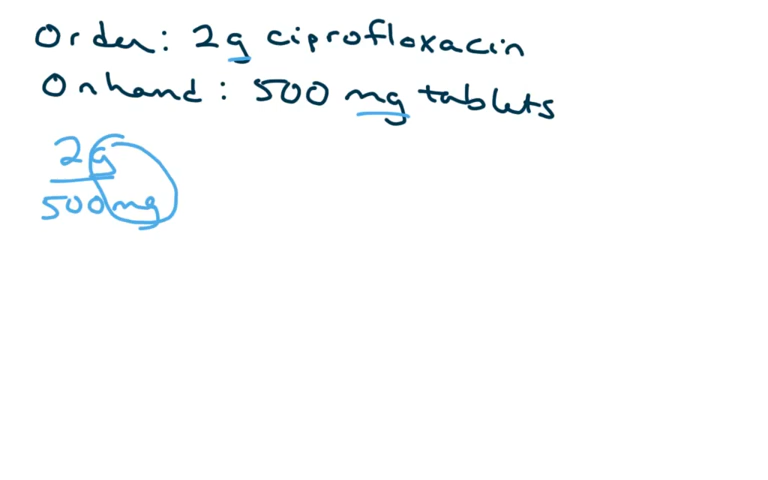 Order: 2g ciprofloxacin
Onhand: 500 mg tablets
2g
500mg